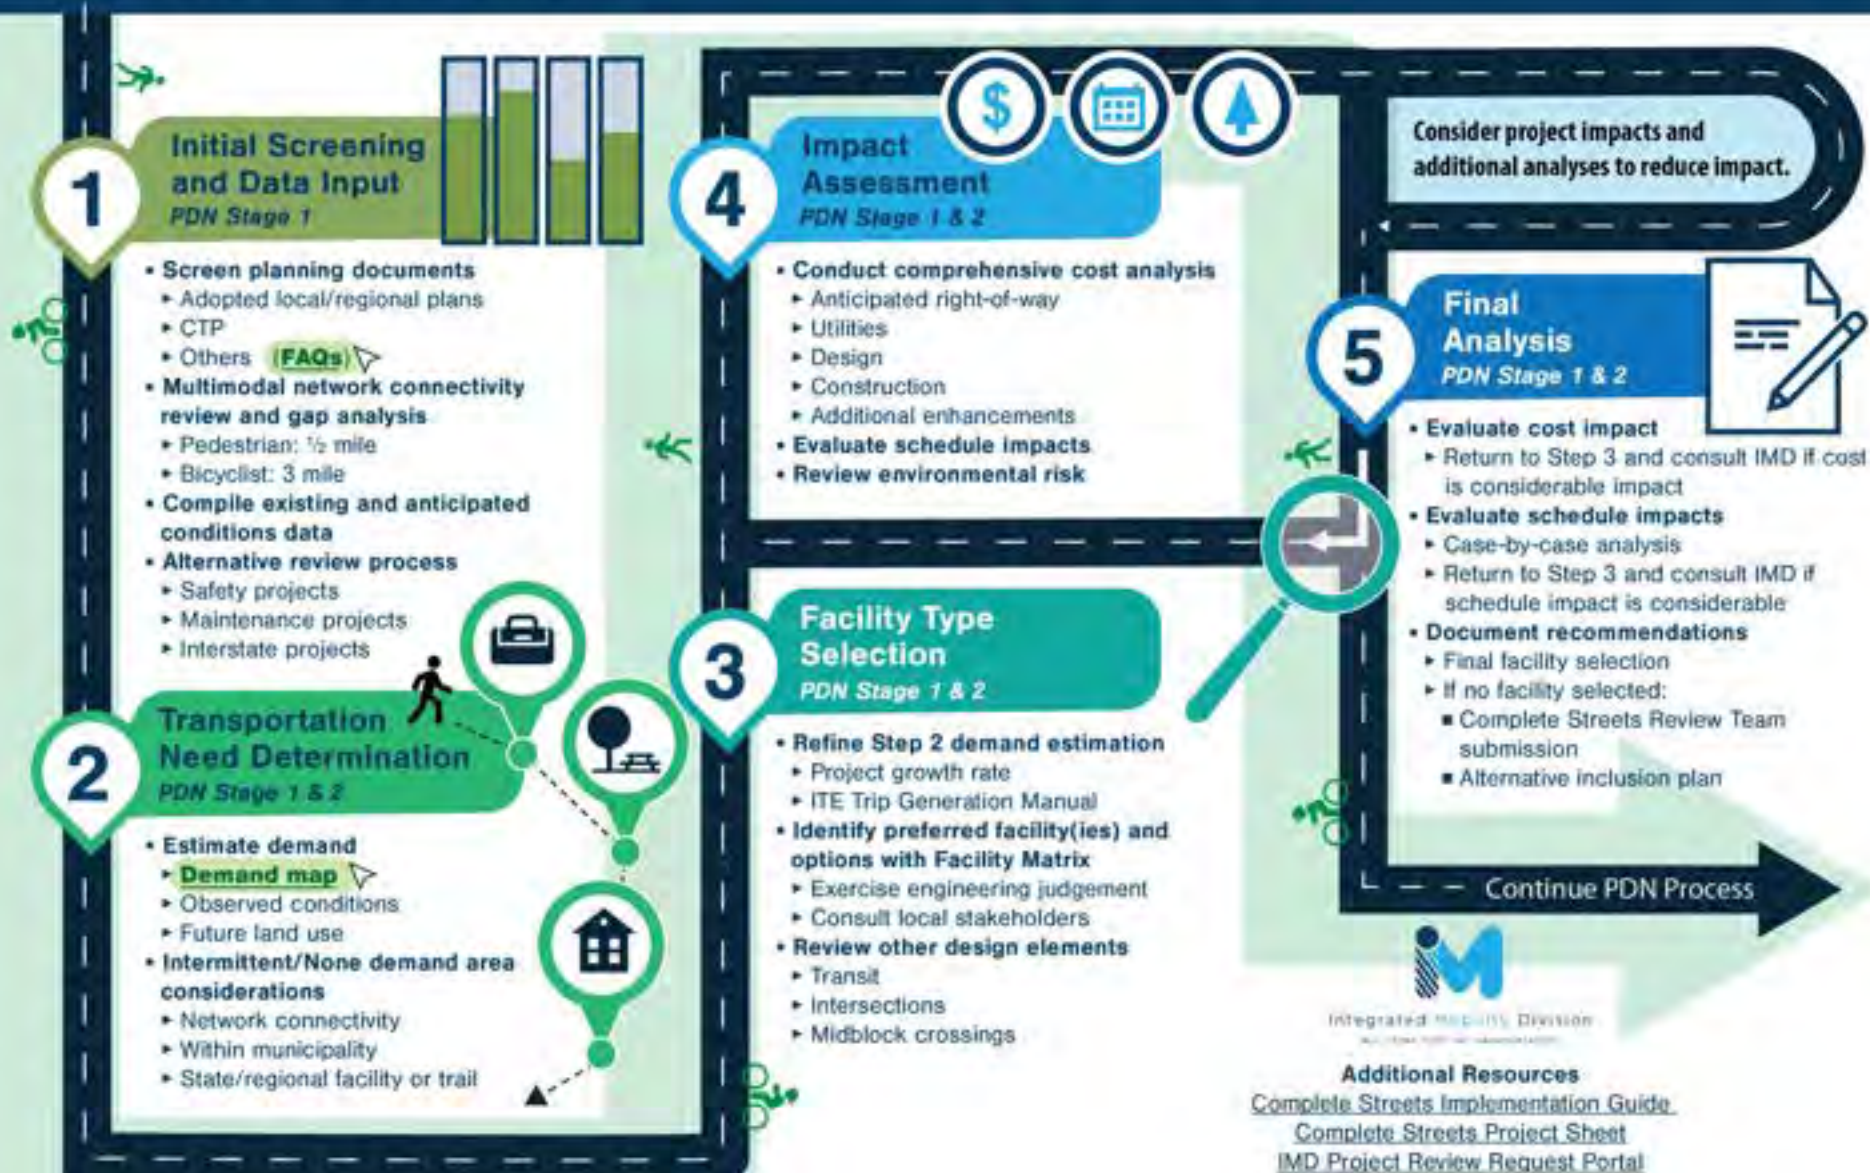 1
Initial Screening
and Data Input
PDN Stage 1
• Screen planning documents
▸ Adopted local/regional plans
▸ CTP
▸ Others (FAQs)
• Multimodal network connectivity
review and gap analysis
▸ Pedestrian: ½ mile
▸ Bicyclist: 3 mile
• Compile existing and anticipated
conditions data
• Alternative review process
▸ Safety projects
▸ Maintenance projects
▸ Interstate projects
2
Transportation
Need Determination
PDN Stage 1 & 2
• Estimate demand
▸ Demand map
▸ Observed conditions
▸ Future land use
• Intermittent/None demand area
considerations
▸ Network connectivity
▸ Within municipality
▸ State/regional facility or trail
3
Facility Type
Selection
PDN Stage 1 & 2
• Refine Step 2 demand estimation
▸ Project growth rate
▸ ITE Trip Generation Manual
• Identify preferred facility(ies) and
options with Facility Matrix
▸ Exercise engineering judgement
▸ Consult local stakeholders
• Review other design elements
▸ Transit
▸ Intersections
▸ Midblock crossings
4
Impact
Assessment
PDN Stage 1 & 2
$
• Conduct comprehensive cost analysis
▸ Anticipated right-of-way
▸ Utilities
▸ Design
▸ Construction
▸ Additional enhancements
• Evaluate schedule impacts
• Review environmental risk
Consider project impacts and
additional analyses to reduce impact.
5
Final
Analysis
PDN Stage 1 & 2
• Evaluate cost impact
▸ Return to Step 3 and consult IMD if cost
is considerable impact
• Evaluate schedule impacts
▸ Case-by-case analysis
▸ Return to Step 3 and consult IMD if
schedule impact is considerable
• Document recommendations
▸ Final facility selection
▸ If no facility selected:
■ Complete Streets Review Team
submission
■ Alternative inclusion plan
Continue PDN Process
iM
Integrated Mobility Division
Additional Resources
Complete Streets Implementation Guide
Complete Streets Project Sheet
IMD Project Review Request Portal